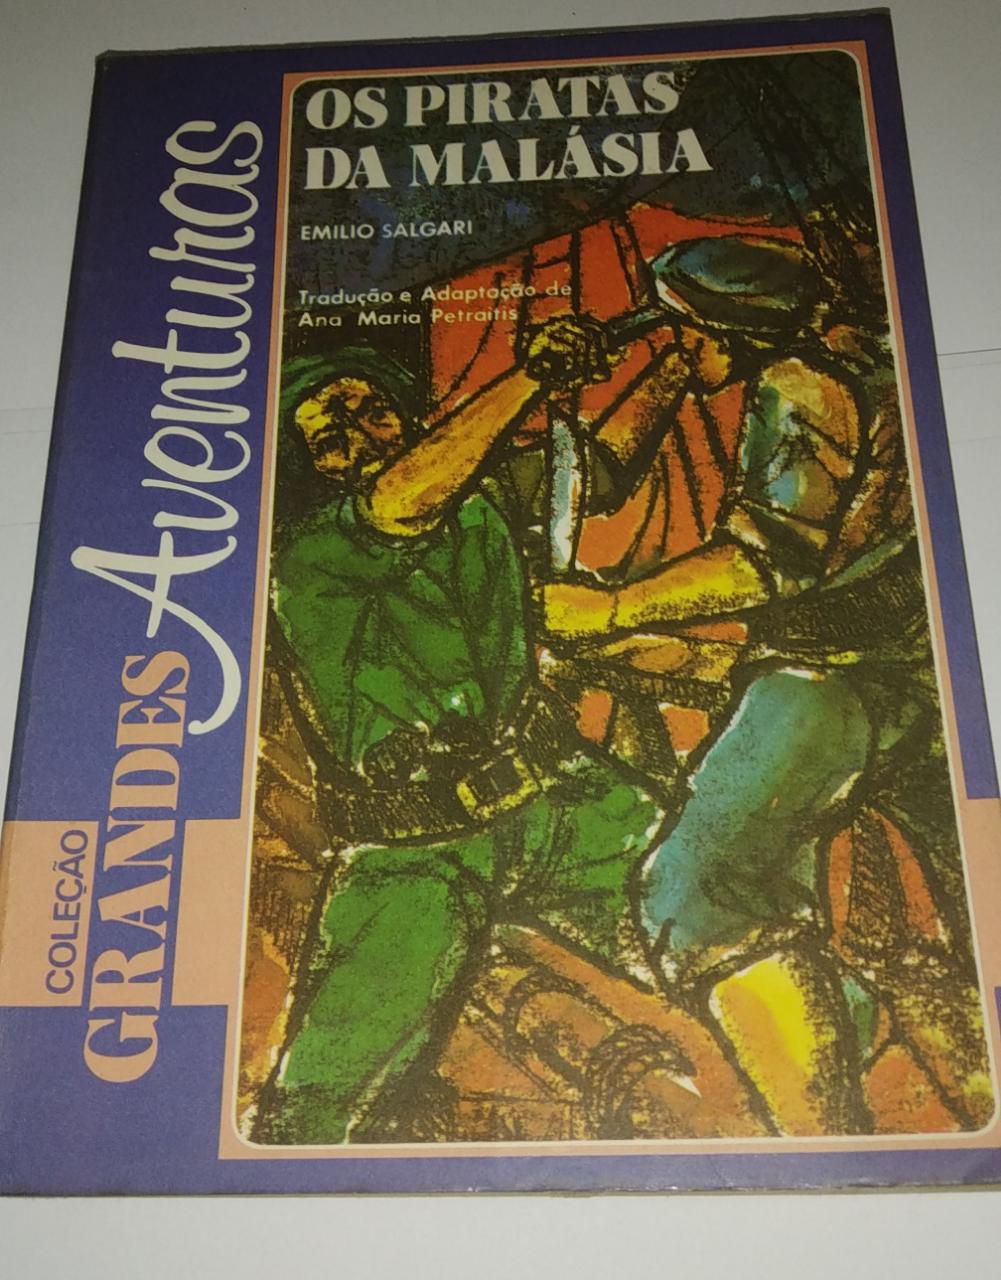 OS PIRATAS
DA MALÁSIA
EMILIO SALGARI
Tradução e Adaptação de
Ana Maria Petraitis
COLEÇÃO
GRANDES
Aventuras